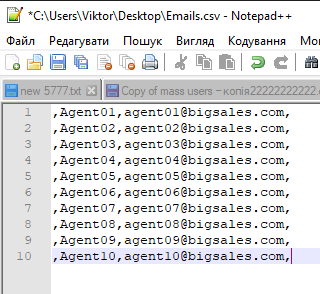 *C:\Users\Viktor\Desktop\Emails.csv - Notepad++
Файл Редагувати Пошук Вигляд Кодування Мо
new 5777.txt Copy of mass users – копія22222222222
1 ,Agent01,agent01@bigsales.com,
2 ,Agent02,agent02@bigsales.com,
3 ,Agent03,agent03@bigsales.com,
4 ,Agent04,agent04@bigsales.com,
5 ,Agent05,agent05@bigsales.com,
6 ,Agent06,agent06@bigsales.com,
7 ,Agent07,agent07@bigsales.com,
8 ,Agent08,agent08@bigsales.com,
9 ,Agent09,agent09@bigsales.com,
10 ,Agent10,agent10@bigsales.com,